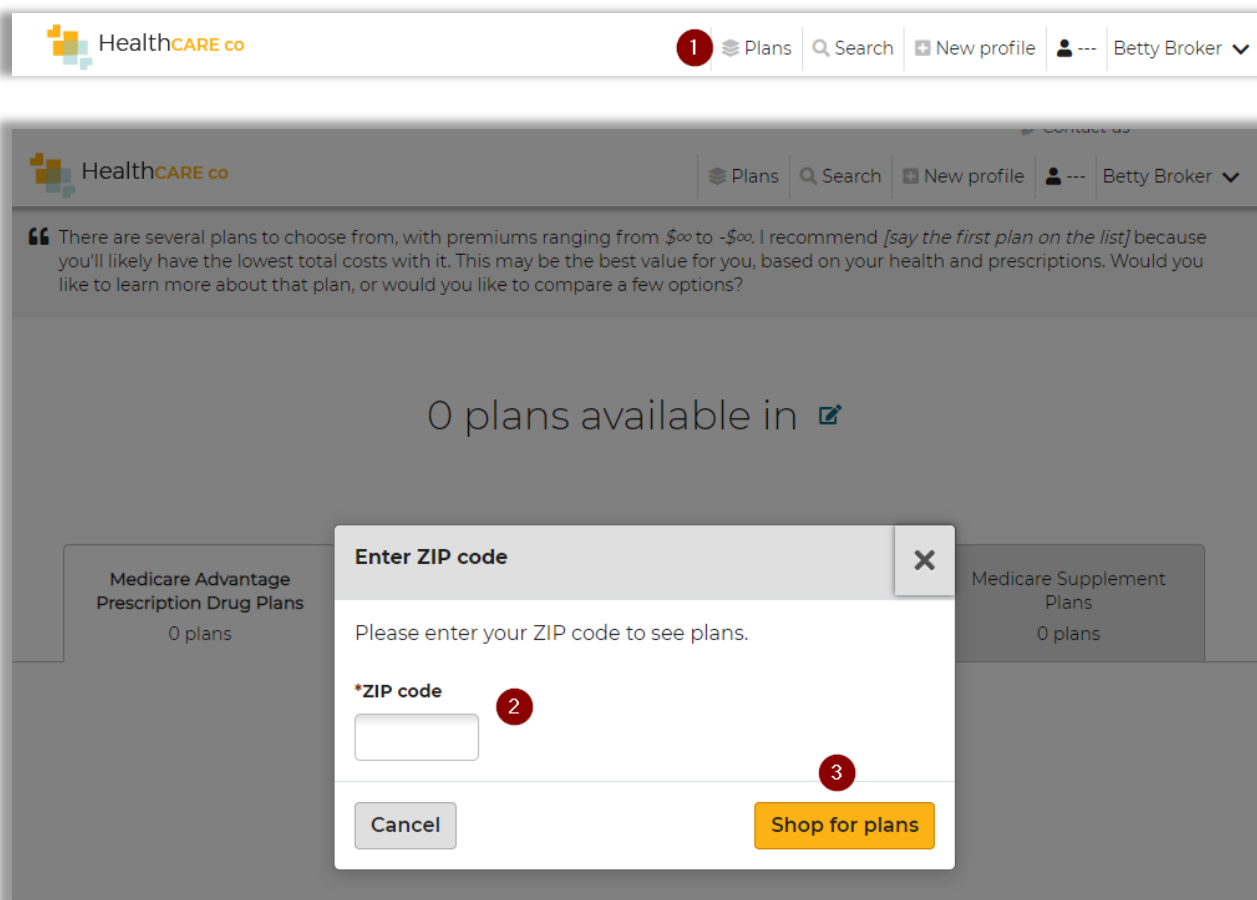 HealthCARE co
1 Plans Search New profile --- Betty Broker
Contact us
HealthCARE co
Plans Search New profile --- Betty Broker
There are several plans to choose from, with premiums ranging from $∞ to -$∞. I recommend [say the first plan on the list] because
you'll likely have the lowest total costs with it. This may be the best value for you, based on your health and prescriptions. Would you
like to learn more about that plan, or would you like to compare a few options?
0 plans available in
Medicare Advantage
Prescription Drug Plans
0 plans
Enter ZIP code
Please enter your ZIP code to see plans.
*ZIP code
2
3
Cancel
Shop for plans
Medicare Supplement
Plans
0 plans